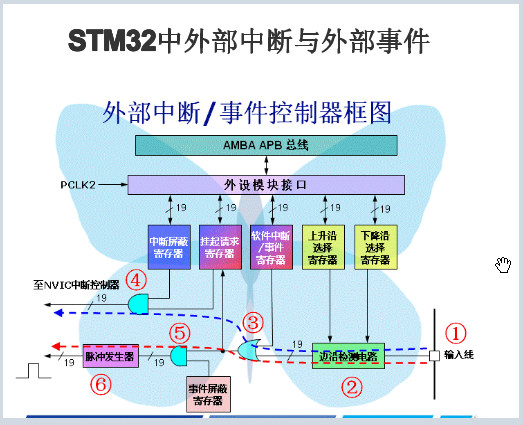 STM32中外部中断与外部事件
外部中断/事件控制器框图
AMBA APB 总线
PCLK2
外设模块接口
19
19
19
19
19
中断屏蔽
寄存器
挂起请求
寄存器
软件中断
/事件
寄存器
上升沿
选择
寄存器
下降沿
选择
寄存器
④
至NVIC中断控制器
19
③
①
⑤
19
输入线
脉冲发生器
边沿检测电路
19
19
⑥
②
事件屏蔽
寄存器